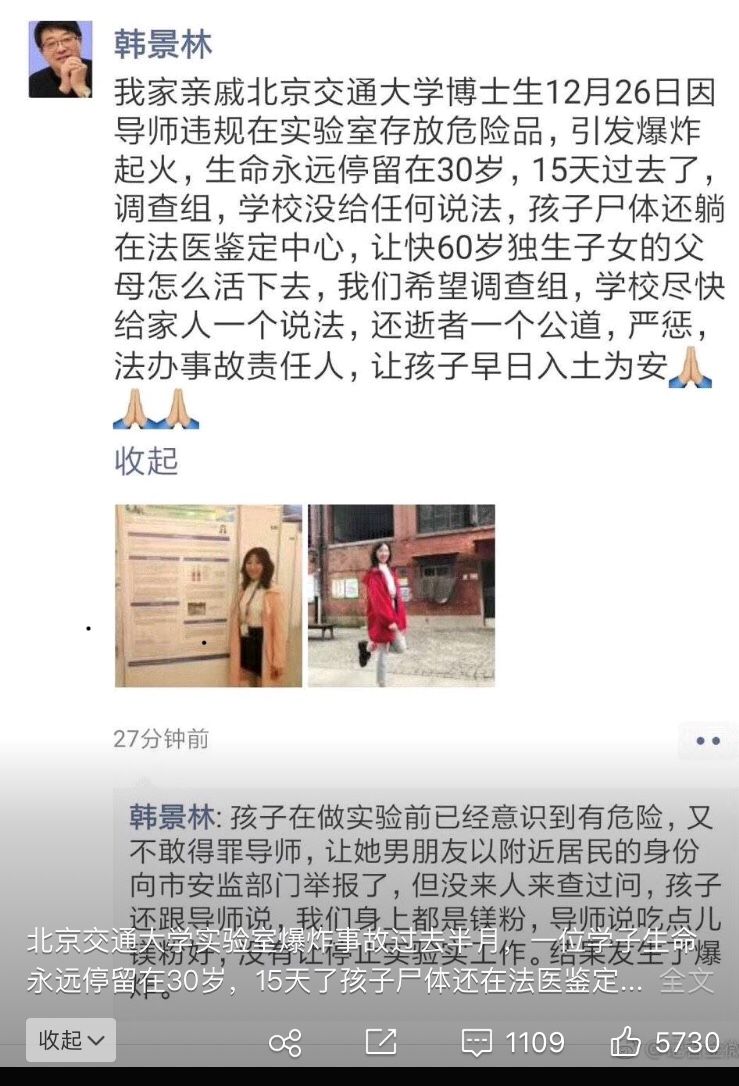 韩景林
我家亲戚北京交通大学博士生12月26日因
导师违规在实验室存放危险品，引发爆炸
起火，生命永远停留在30岁，15天过去了，
调查组，学校没给任何说法，孩子尸体还躺
在法医鉴定中心，让快60岁独生子女的父
母怎么活下去，我们希望调查组，学校尽快
给家人一个说法，还逝者一个公道，严惩，
法办事故责任人，让孩子早日入土为安🙏
🙏🙏
收起
27分钟前
韩景林: 孩子在做实验前已经意识到有危险，又
不敢得罪导师，让她男朋友以附近居民的身份
向市安监部门举报了，但没来人来查过问，孩子
还跟导师说，我们身上都是镁粉，导师说吃点儿
镁粉好，没有让停止实验实工作。结果发生了爆
炸。
北京交通大学实验室爆炸事故过去半月，一位学子生命
永远停留在30岁，15天了孩子尸体还在法医鉴定... 全文
收起
1109
5730